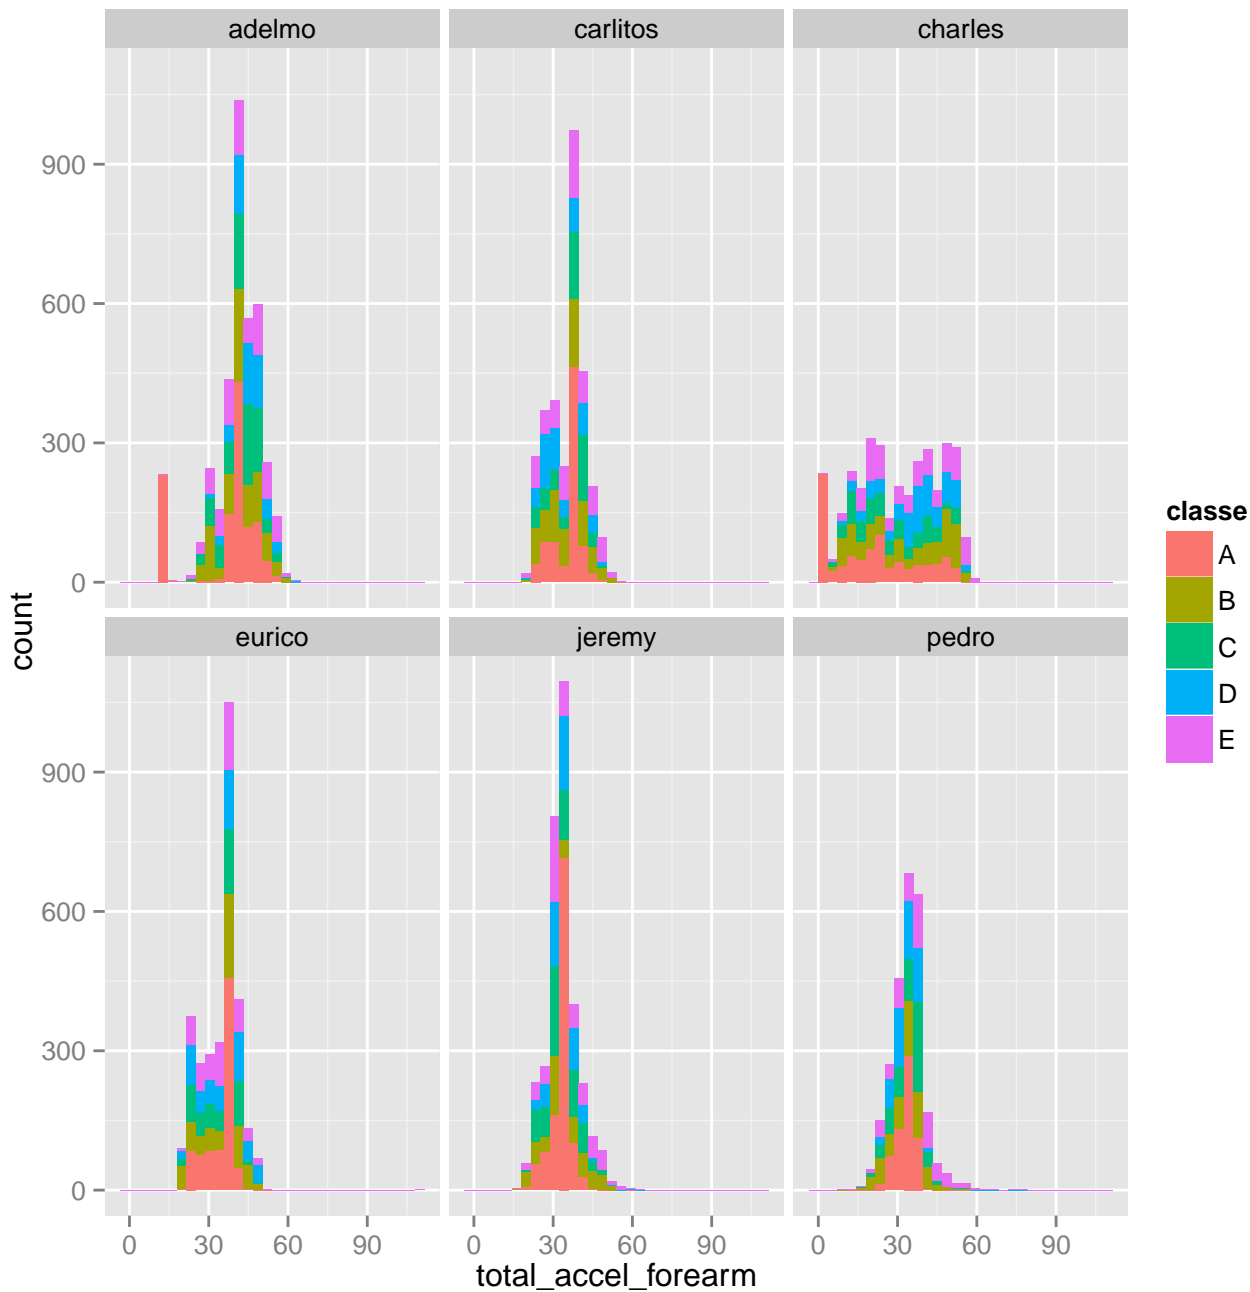 adelmo carlitos charles
900
600
300
0
eurico jeremy pedro
900
600
300
0
0 30 60 90 0 30 60 90 0 30 60 90
total_accel_forearm
count
classe
A
B
C
D
E